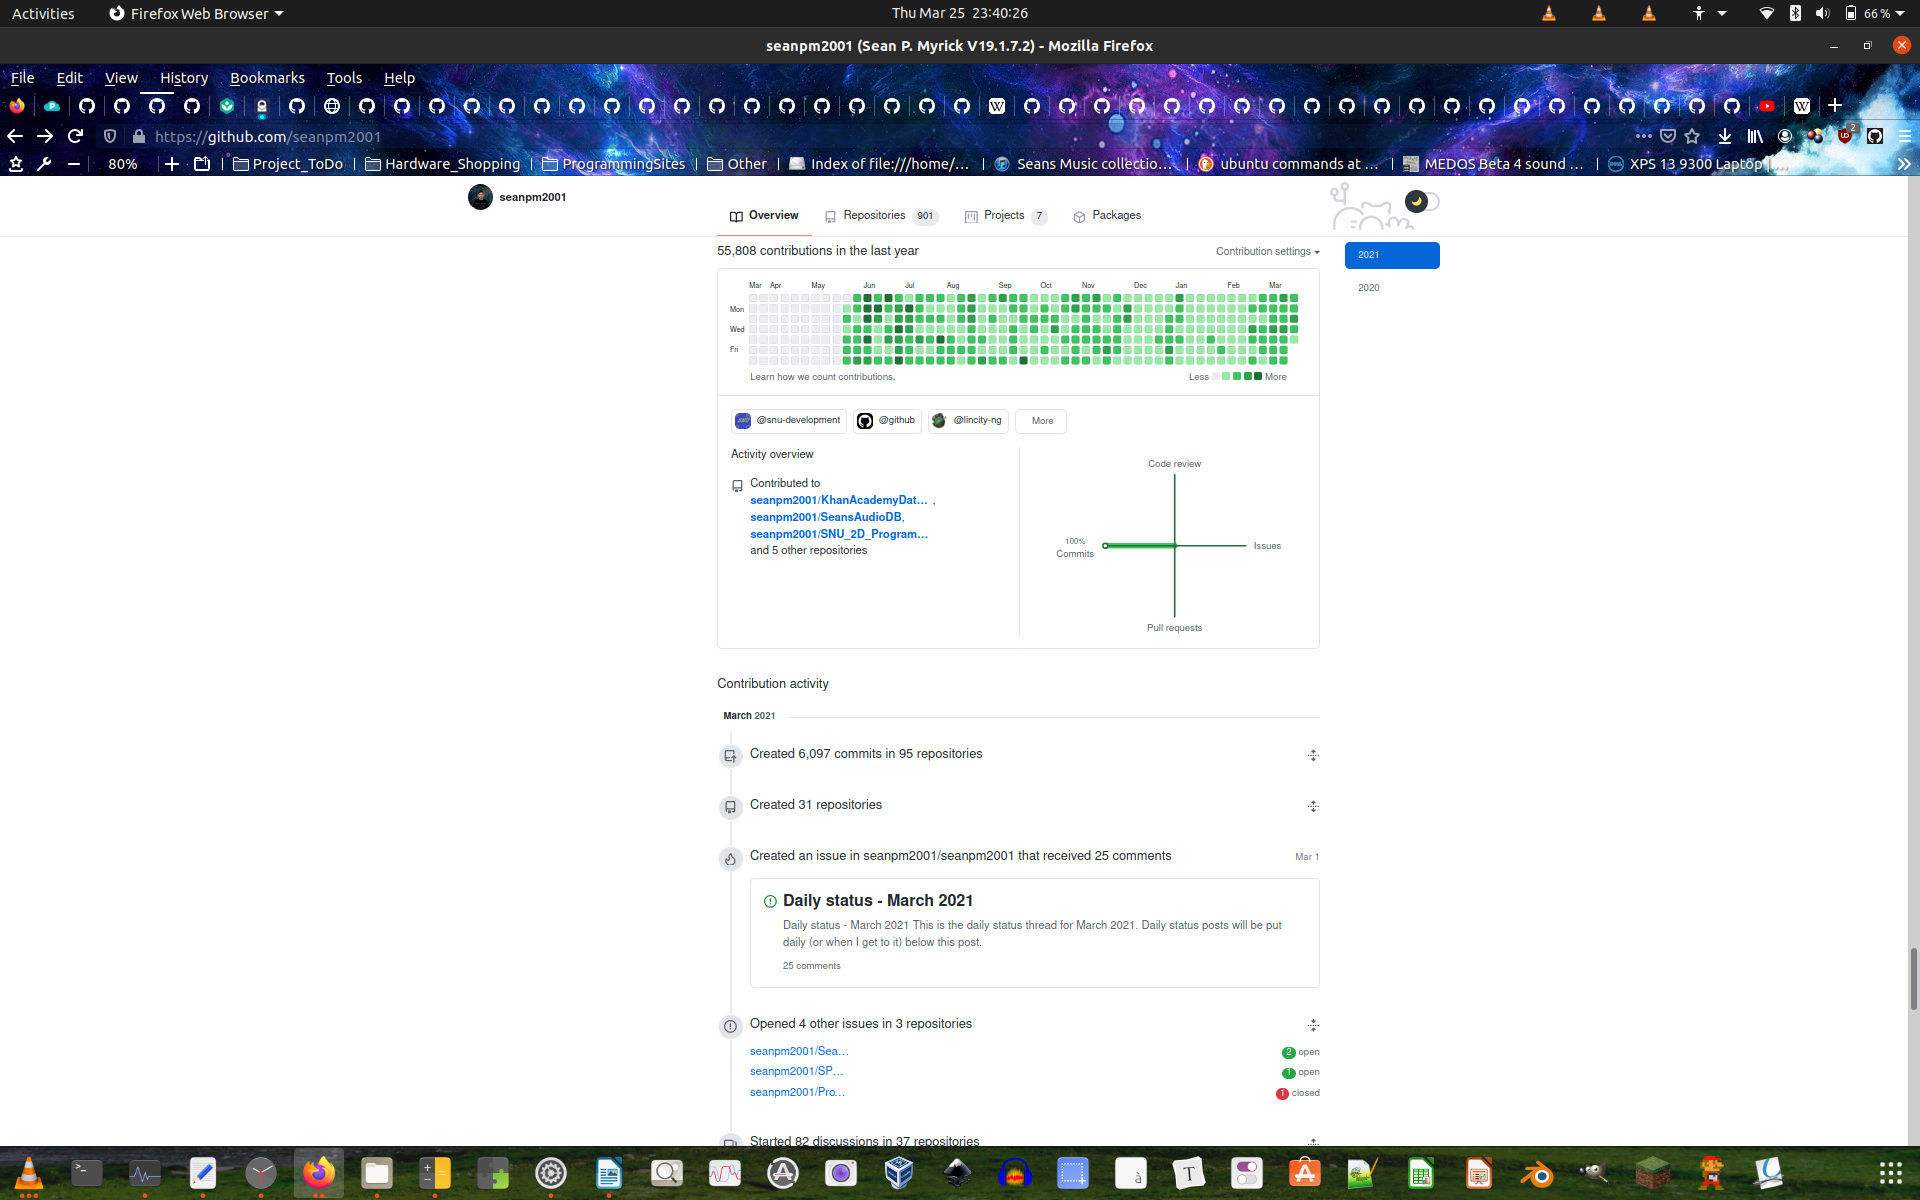 Activities
Firefox Web Browser
Thu Mar 25 23:40:26
66 %
seanpm2001 (Sean P. Myrick V19.1.7.2) - Mozilla Firefox
File Edit View History Bookmarks Tools Help
https://github.com/seanpm2001
2
80%
Project_ToDo
Hardware_Shopping
ProgrammingSites
Other
Index of file:///home/...
Seans Music collectio...
ubuntu commands at ...
MEDOS Beta 4 sound ...
XPS 13 9300 Laptop
seanpm2001
Overview
Repositories 901
Projects 7
Packages
55,808 contributions in the last year
Contribution settings
2021
2020
Mar Apr May Jun Jul Aug Sep Oct Nov Dec Jan Feb Mar
Mon
Wed
Fri
Learn how we count contributions.
Less More
@snu-development
@github
@lincity-ng
More
Activity overview
Contributed to
seanpm2001/KhanAcademyDat... ,
seanpm2001/SeansAudioDB,
seanpm2001/SNU_2D_Program...
and 5 other repositories
Code review
100%
Commits
Issues
Pull requests
Contribution activity
March 2021
Created 6,097 commits in 95 repositories
Created 31 repositories
Created an issue in seanpm2001/seanpm2001 that received 25 comments
Mar 1
Daily status - March 2021
Daily status - March 2021 This is the daily status thread for March 2021. Daily status posts will be put
daily (or when I get to it) below this post.
25 comments
Opened 4 other issues in 3 repositories
seanpm2001/Sea...
2 open
seanpm2001/SP...
1 open
seanpm2001/Pro...
1 closed
Started 82 discussions in 37 repositories